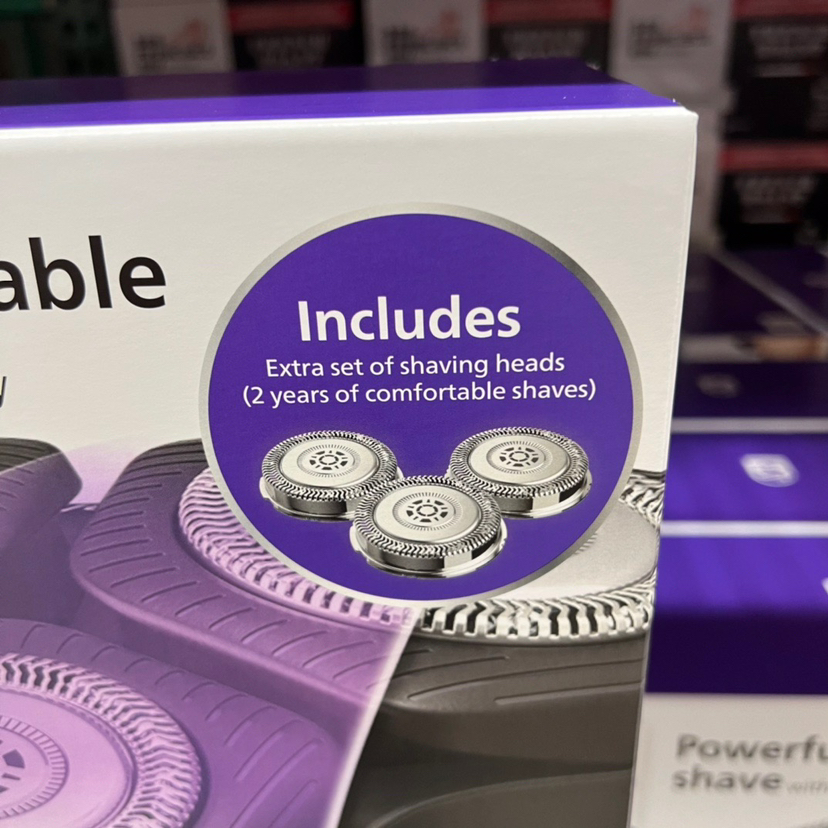 able
Includes
Extra set of shaving heads
(2 years of comfortable shaves)
Powerfu
shave